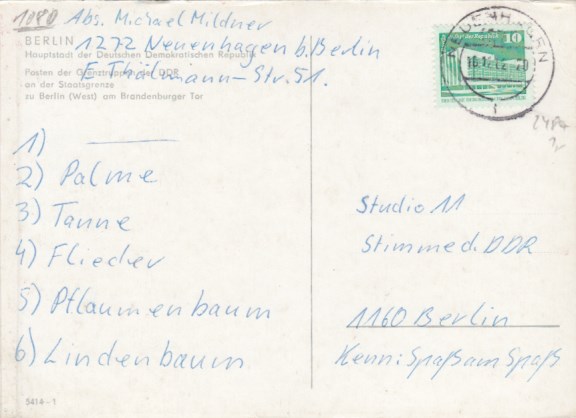 1080
Abs. Michael Mildner
1272 Neuenhagen b. Berlin
E.-Thälmann-Str. 51.
BERLIN
Hauptstadt der Deutschen Demokratischen Republik
Posten der Grenztruppen der DDR
an der Staatsgrenze
zu Berlin (West) am Brandenburger Tor
10
NEUENHAGEN
1) ———
2) Palme
3) Tanne
4) Flieder
5) Pflaumenbaum
6) Lindenbaum
Studio 11
Stimme d. DDR
1160 Berlin
Kenn: Spaß am Spaß
5414-1